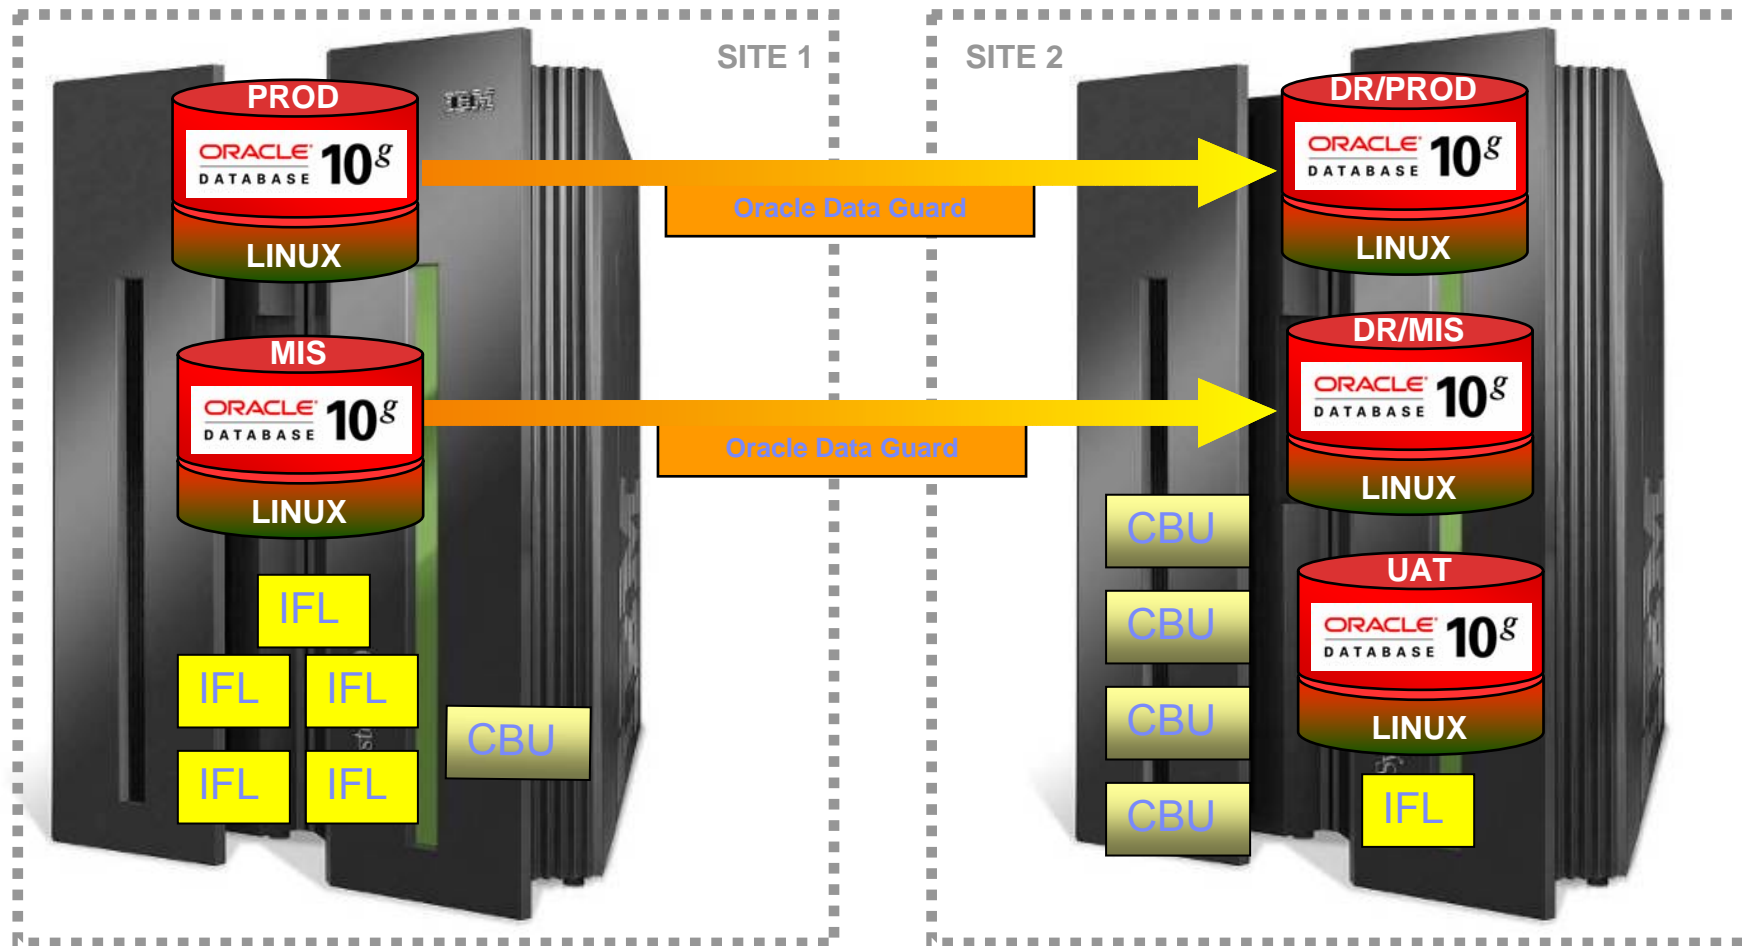 SITE 1
PROD
IBM
ORACLE
DATABASE
10g
LINUX
Oracle Data Guard
MIS
ORACLE
DATABASE
10g
LINUX
Oracle Data Guard
IFL
IFL
IFL
IFL
IFL
CBU
SITE 2
DR/PROD
ORACLE
DATABASE
10g
LINUX
DR/MIS
ORACLE
DATABASE
10g
LINUX
CBU
CBU
CBU
CBU
UAT
ORACLE
DATABASE
10g
LINUX
IFL